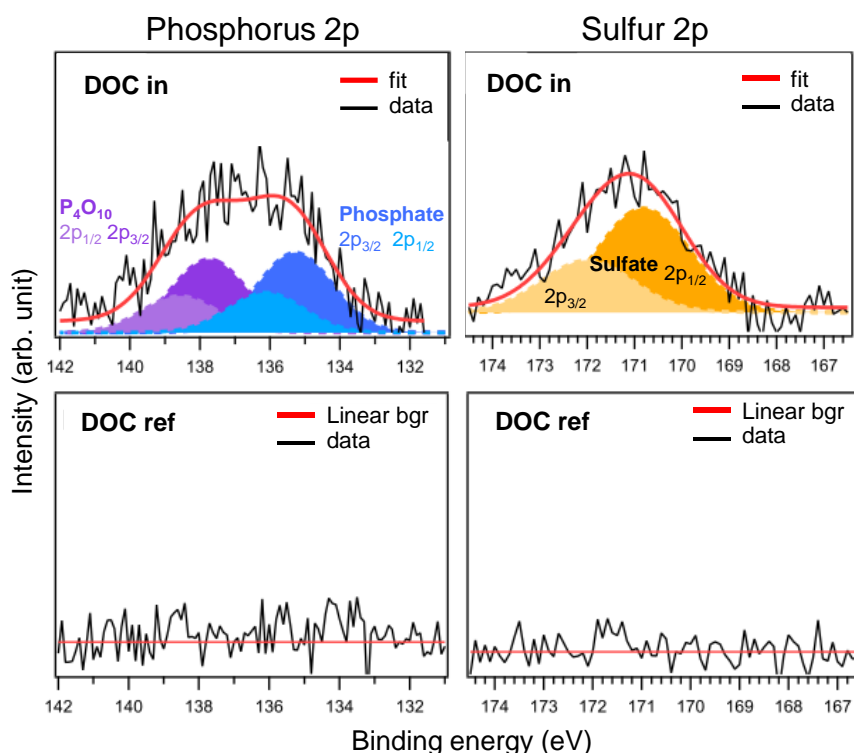 Phosphorus 2p
Sulfur 2p
DOC in
fit
data
P₄O₁₀
2p₁/₂ 2p₃/₂
Phosphate
2p₃/₂ 2p₁/₂
142 140 138 136 134 132
DOC in
fit
data
Sulfate
2p₃/₂
2p₁/₂
174 173 172 171 170 169 168 167
DOC ref
Linear bgr
data
142 140 138 136 134 132
DOC ref
Linear bgr
data
174 173 172 171 170 169 168 167
Intensity (arb. unit)
Binding energy (eV)